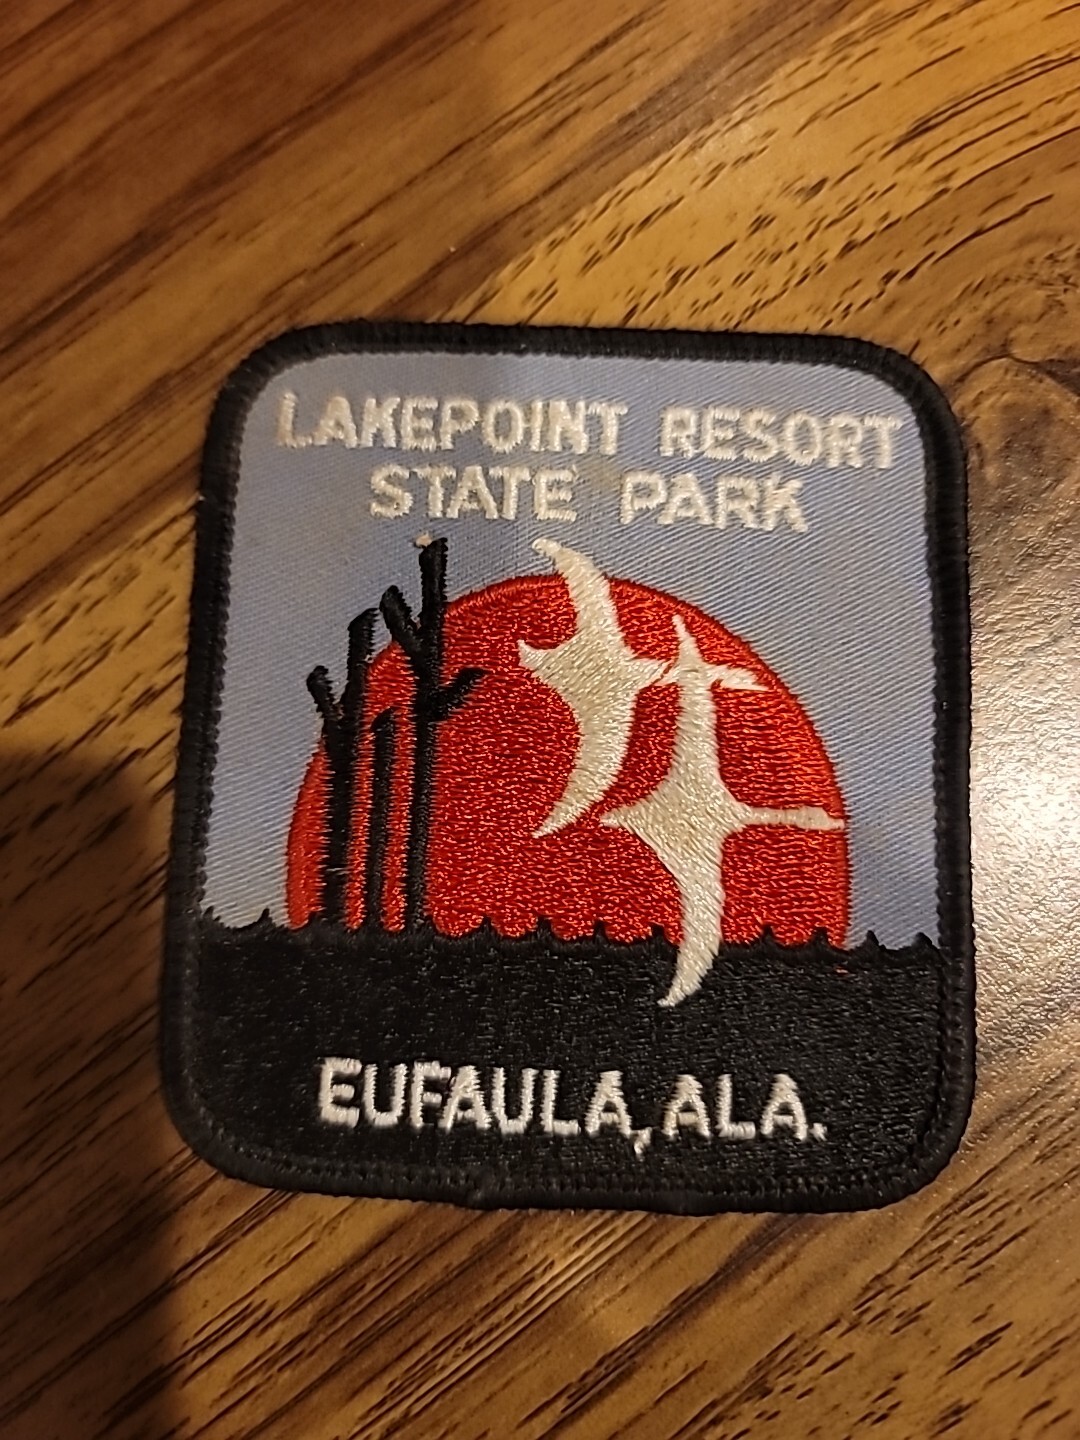 LAKEPOINT RESORT
STATE PARK
EUFAULA, ALA.